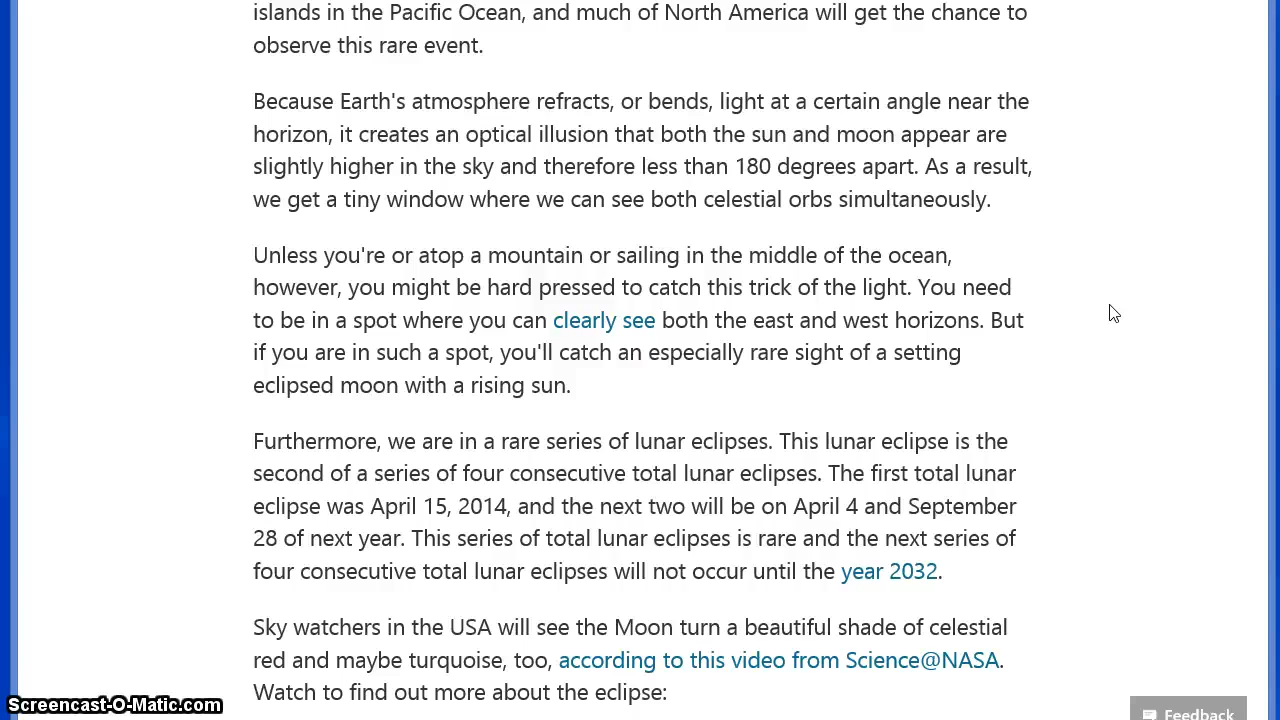 islands in the Pacific Ocean, and much of North America will get the chance to
observe this rare event.
Because Earth's atmosphere refracts, or bends, light at a certain angle near the
horizon, it creates an optical illusion that both the sun and moon appear are
slightly higher in the sky and therefore less than 180 degrees apart. As a result,
we get a tiny window where we can see both celestial orbs simultaneously.
Unless you're or atop a mountain or sailing in the middle of the ocean,
however, you might be hard pressed to catch this trick of the light. You need
to be in a spot where you can clearly see both the east and west horizons. But
if you are in such a spot, you'll catch an especially rare sight of a setting
eclipsed moon with a rising sun.
Furthermore, we are in a rare series of lunar eclipses. This lunar eclipse is the
second of a series of four consecutive total lunar eclipses. The first total lunar
eclipse was April 15, 2014, and the next two will be on April 4 and September
28 of next year. This series of total lunar eclipses is rare and the next series of
four consecutive total lunar eclipses will not occur until the year 2032.
Sky watchers in the USA will see the Moon turn a beautiful shade of celestial
red and maybe turquoise, too, according to this video from Science@NASA.
Watch to find out more about the eclipse:
Screencast-O-Matic.com
Feedback